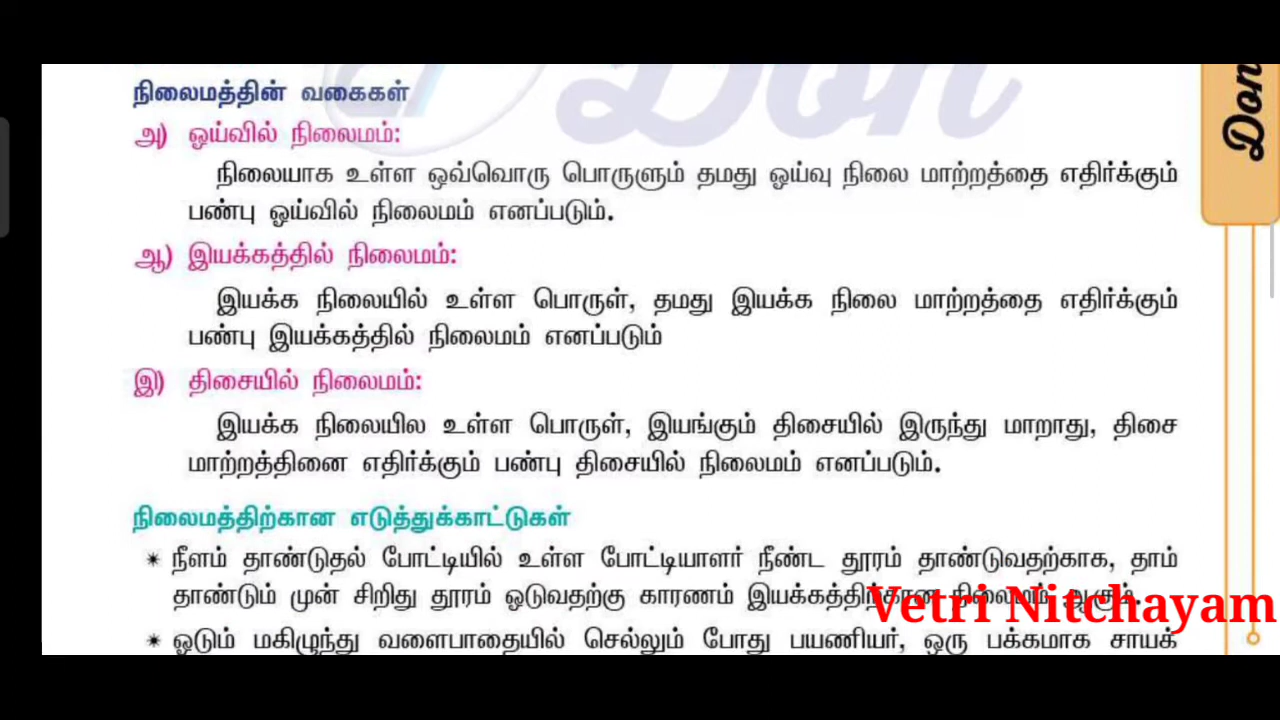 Don
Don
நிலைமத்தின் வகைகள்
அ) ஓய்வில் நிலைமம்:
நிலையாக உள்ள ஒவ்வொரு பொருளும் தமது ஓய்வு நிலை மாற்றத்தை எதிர்க்கும்
பண்பு ஓய்வில் நிலைமம் எனப்படும்.
ஆ) இயக்கத்தில் நிலைமம்:
இயக்க நிலையில் உள்ள பொருள், தமது இயக்க நிலை மாற்றத்தை எதிர்க்கும்
பண்பு இயக்கத்தில் நிலைமம் எனப்படும்
இ) திசையில் நிலைமம்:
இயக்க நிலையில உள்ள பொருள், இயங்கும் திசையில் இருந்து மாறாது, திசை
மாற்றத்தினை எதிர்க்கும் பண்பு திசையில் நிலைமம் எனப்படும்.
நிலைமத்திற்கான எடுத்துக்காட்டுகள்
* நீளம் தாண்டுதல் போட்டியில் உள்ள போட்டியாளர் நீண்ட தூரம் தாண்டுவதற்காக, தாம்
தாண்டும் முன் சிறிது தூரம் ஓடுவதற்கு காரணம் இயக்கத்திற்கான நிலைமம் ஆகும்.
Vetri Nitchayam
* ஓடும் மகிழுந்து வளைபாதையில் செல்லும் போது பயணியர், ஒரு பக்கமாக சாயக்